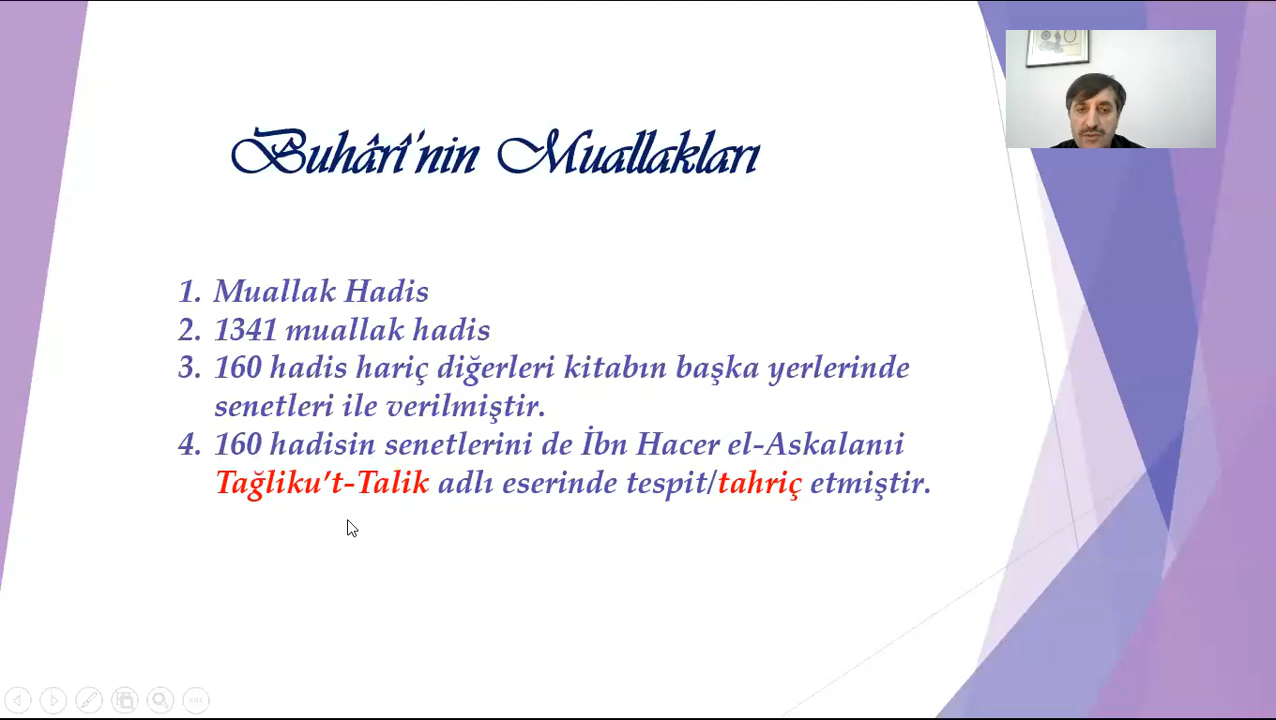 Buhârî'nin Muallakları
1. Muallak Hadis
2. 1341 muallak hadis
3. 160 hadis hariç diğerleri kitabın başka yerlerinde
senetleri ile verilmiştir.
4. 160 hadisin senetlerini de İbn Hacer el-Askalanıi
Tağliku't-Talik adlı eserinde tespit/tahriç etmiştir.